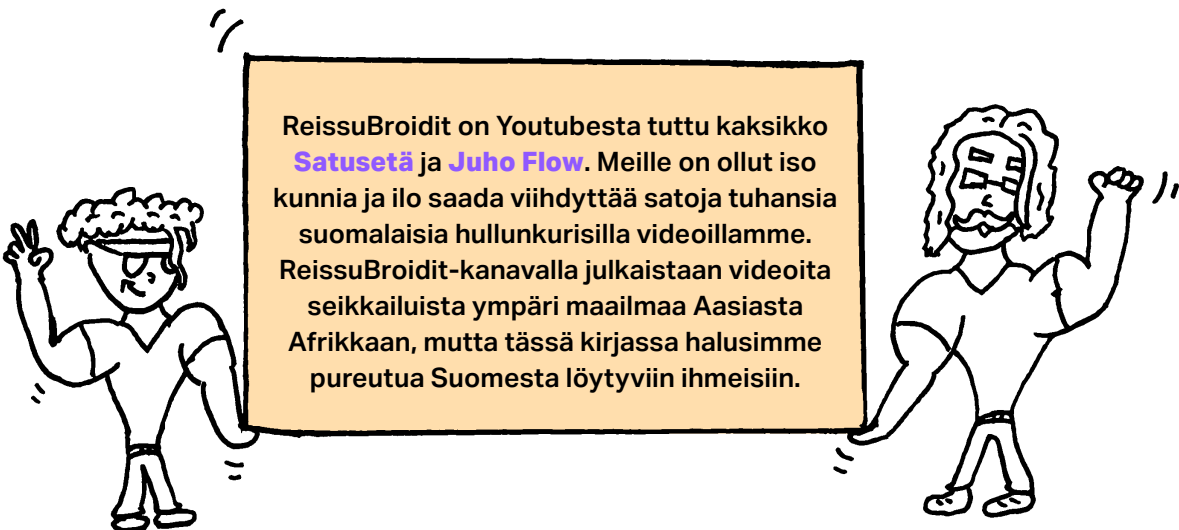 ReissuBroidit on Youtubesta tuttu kaksikko
Satusetä ja Juho Flow. Meille on ollut iso
kunnia ja ilo saada viihdyttää satoja tuhansia
suomalaisia hullunkurisilla videoillamme.
ReissuBroidit-kanavalla julkaistaan videoita
seikkailuista ympäri maailmaa Aasiasta
Afrikkaan, mutta tässä kirjassa halusimme
pureutua Suomesta löytyviin ihmeisiin.